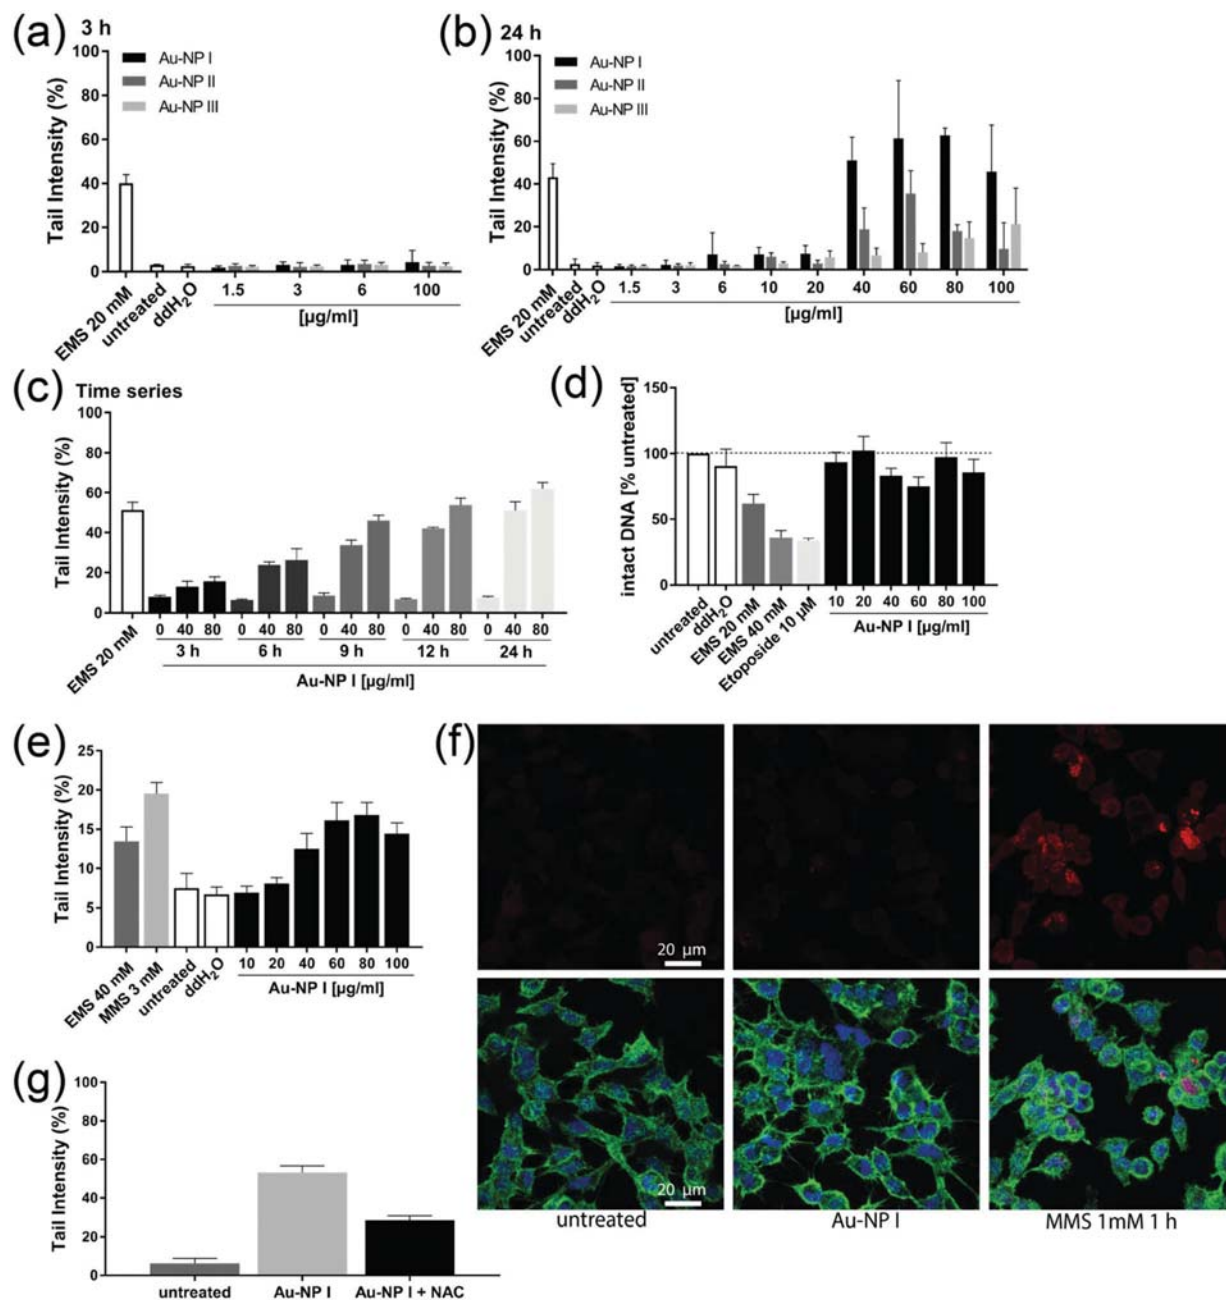 (a) 3 h
Tail Intensity (%)
100
80
60
40
20
0
Au-NP I
Au-NP II
Au-NP III
EMS 20 mM
untreated
ddH₂O
1.5 3 6 100
[µg/ml]
(b) 24 h
Tail Intensity (%)
100
80
60
40
20
0
Au-NP I
Au-NP II
Au-NP III
EMS 20 mM
untreated
ddH₂O
1.5 3 6 10 20 40 60 80 100
[µg/ml]
(c) Time series
Tail Intensity (%)
100
80
60
40
20
0
EMS 20 mM
0 40 80 0 40 80 0 40 80 0 40 80 0 40 80
3 h 6 h 9 h 12 h 24 h
Au-NP I [µg/ml]
(d)
intact DNA [% untreated]
150
100
50
0
untreated
ddH₂O
EMS 20 mM
EMS 40 mM
Etoposide 10 µM
10 20 40 60 80 100
Au-NP I [µg/ml]
(e)
Tail Intensity (%)
25
20
15
10
5
0
EMS 40 mM
MMS 3 mM
untreated
ddH₂O
10 20 40 60 80 100
Au-NP I [µg/ml]
(f)
20 µm
20 µm
untreated Au-NP I MMS 1mM 1 h
(g)
Tail Intensity (%)
100
80
60
40
20
0
untreated Au-NP I Au-NP I + NAC